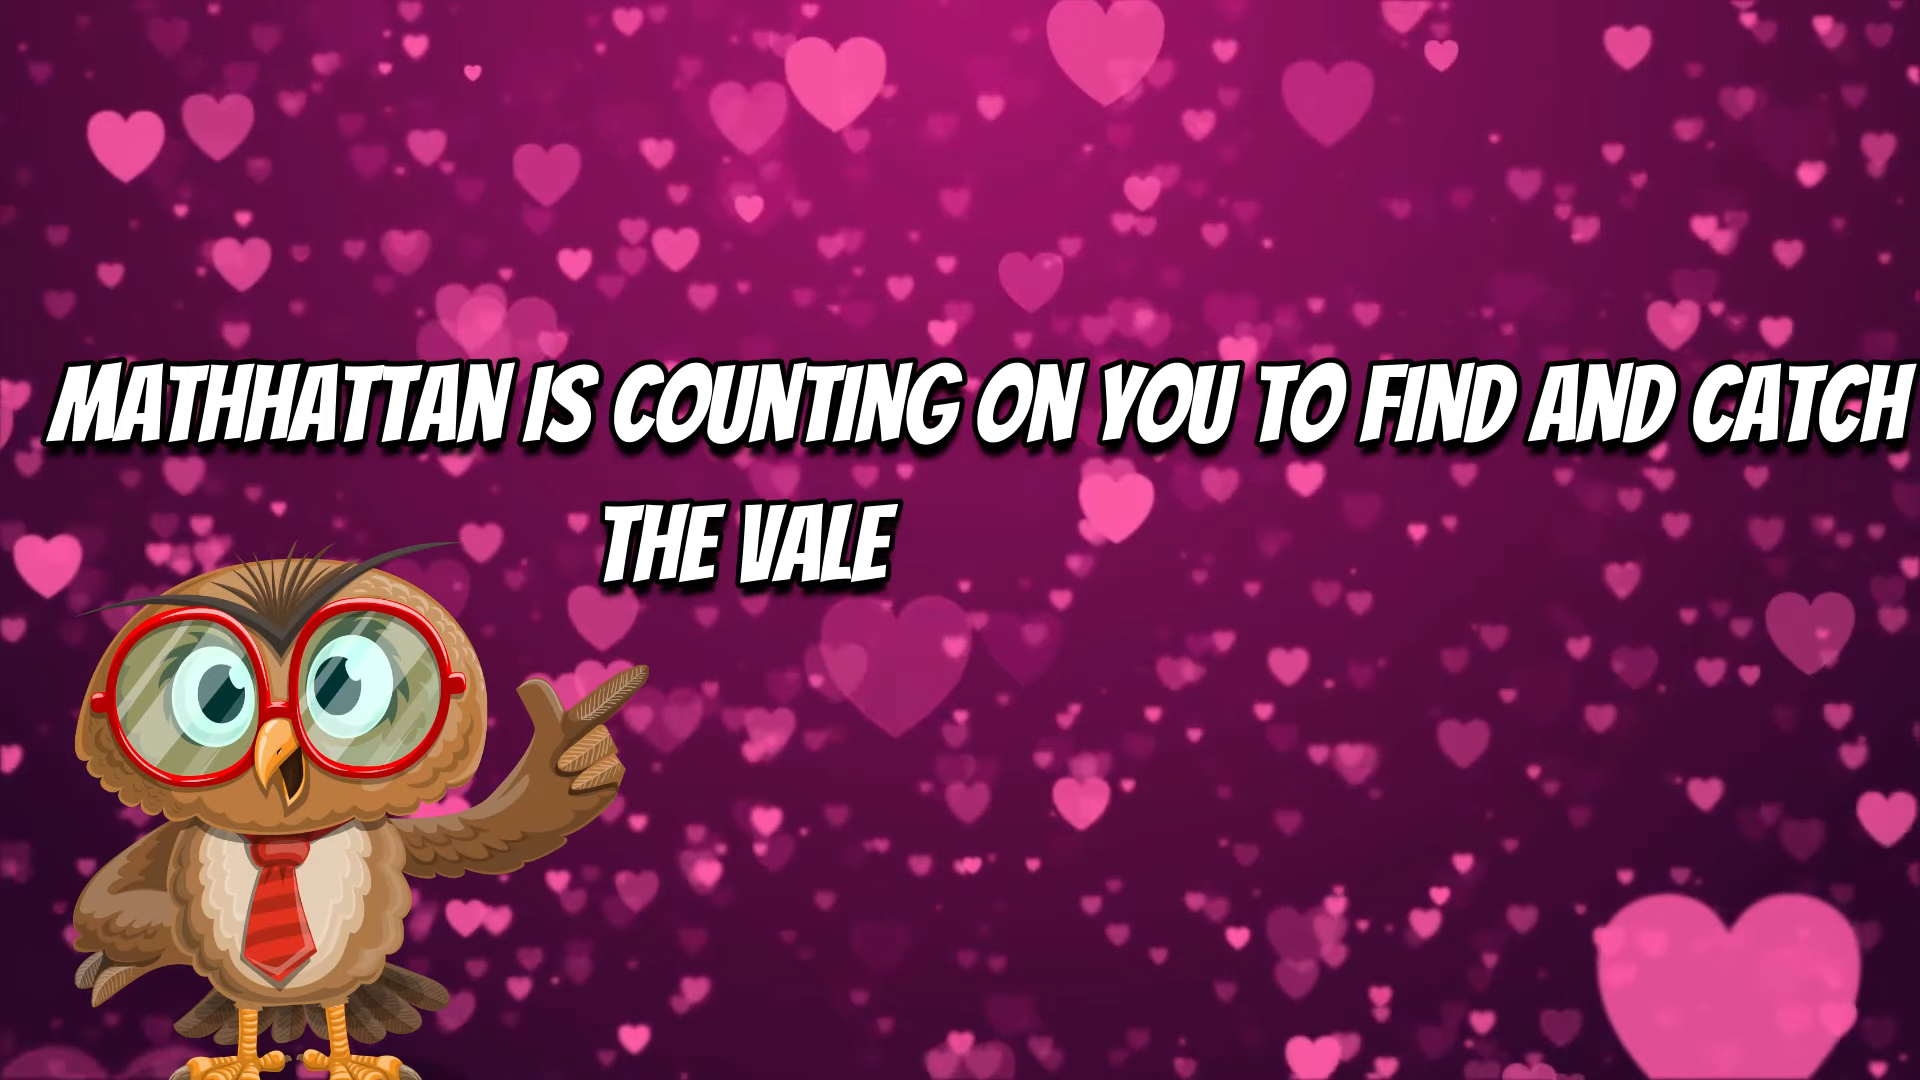 MATHHATTAN IS COUNTING ON YOU TO FIND AND CATCH
THE VALE